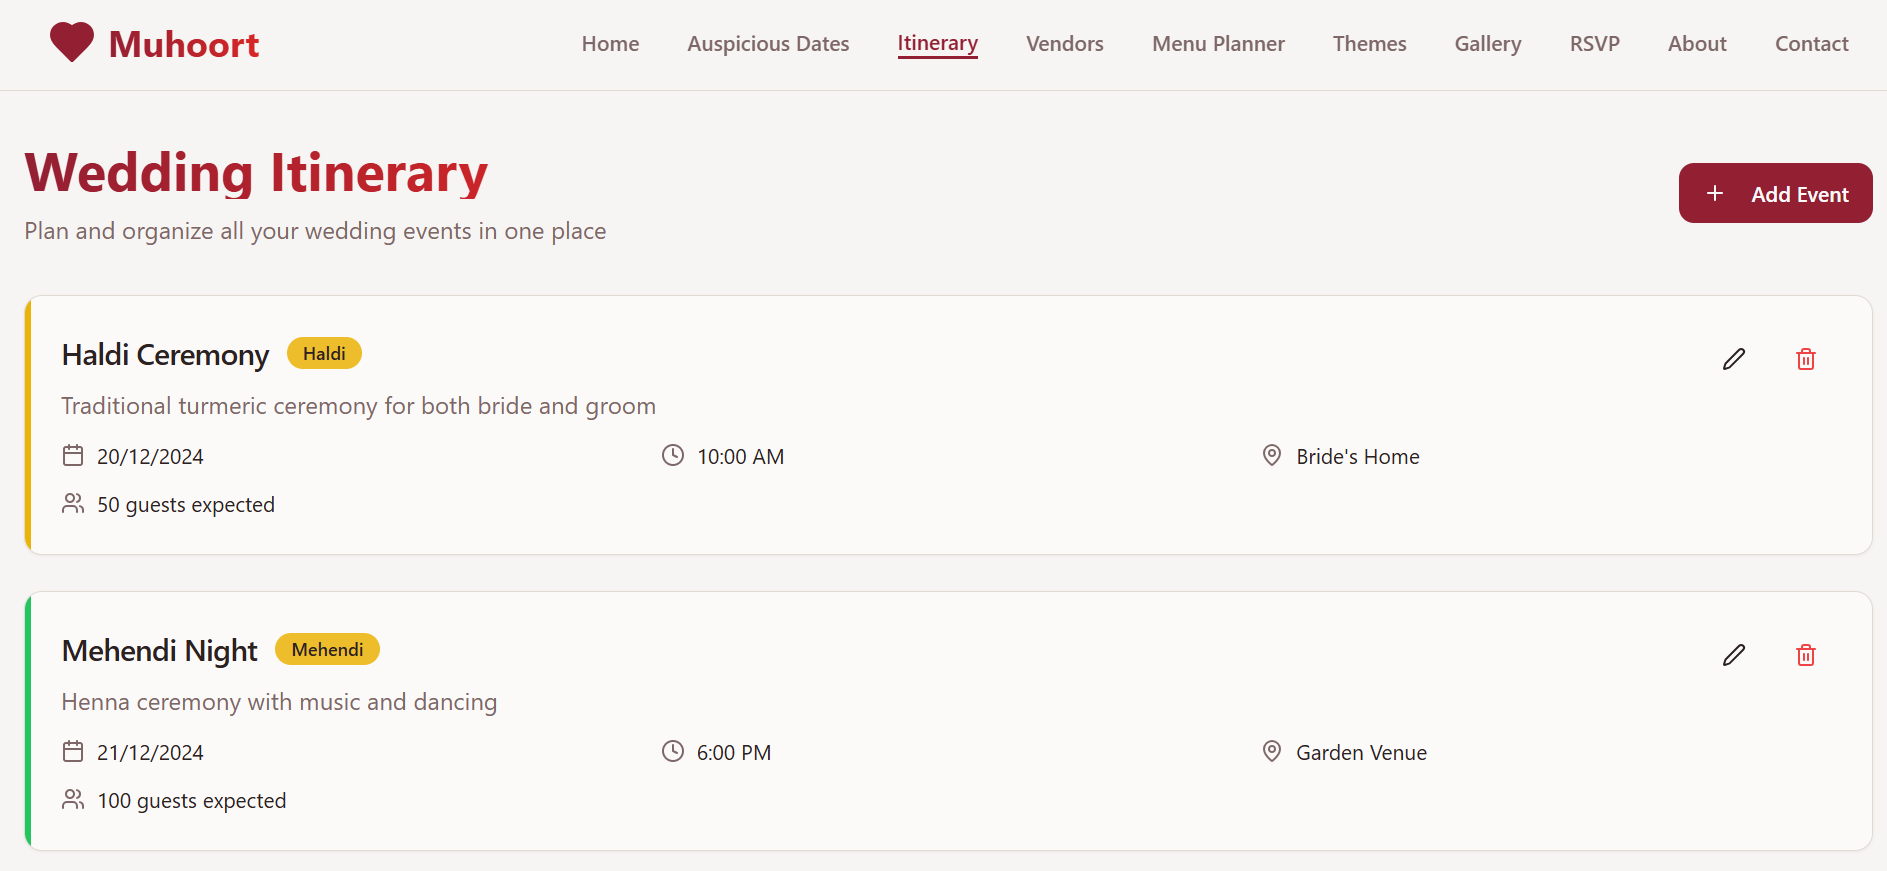 Muhoort Home Auspicious Dates Itinerary Vendors Menu Planner Themes Gallery RSVP About Contact
Wedding Itinerary
+ Add Event
Plan and organize all your wedding events in one place
Haldi Ceremony Haldi
Traditional turmeric ceremony for both bride and groom
20/12/2024 10:00 AM Bride's Home
50 guests expected
Mehendi Night Mehendi
Henna ceremony with music and dancing
21/12/2024 6:00 PM Garden Venue
100 guests expected